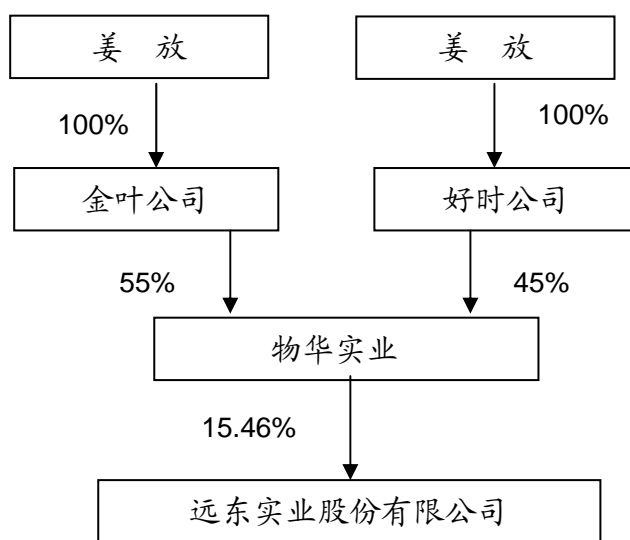 姜 放
姜 放
100%
100%
金叶公司
好时公司
55%
45%
物华实业
15.46%
远东实业股份有限公司